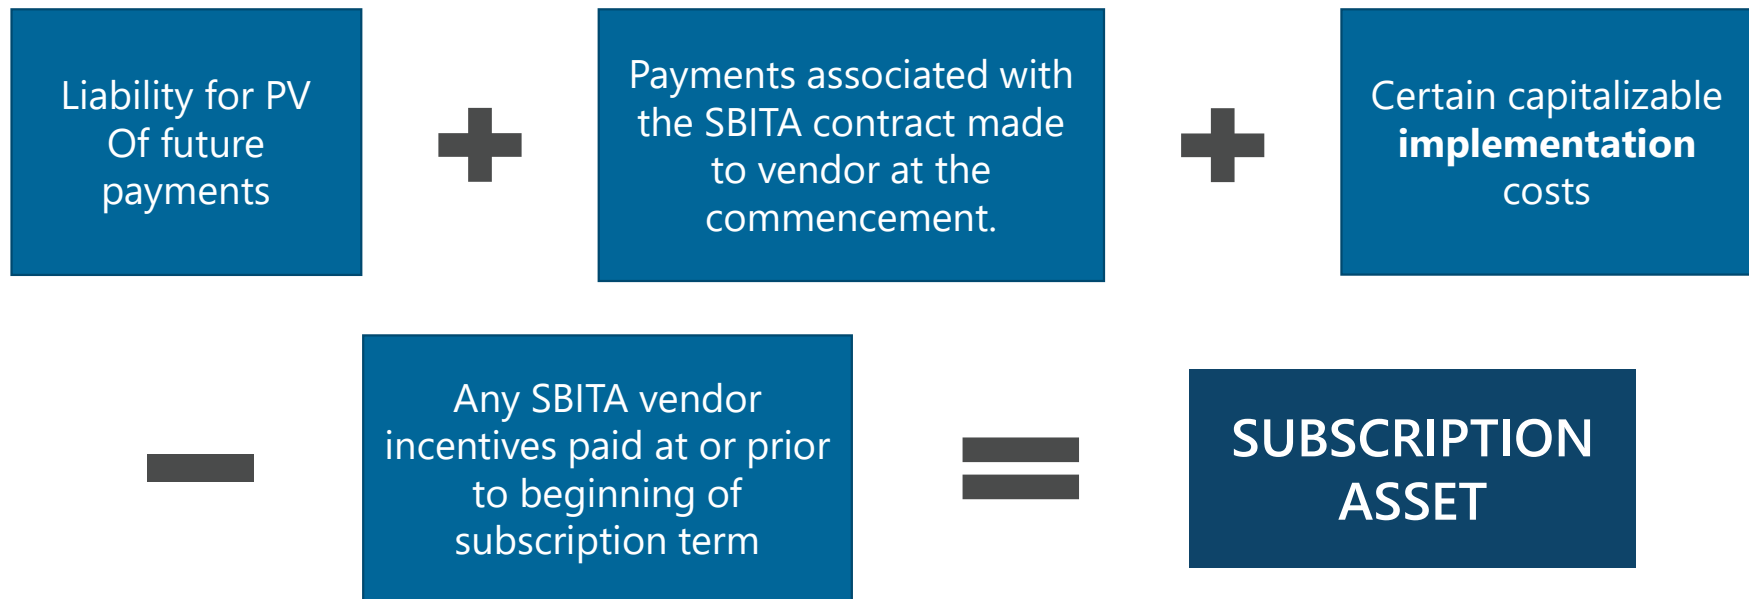 Liability for PV
Of future
payments
Payments associated with
the SBITA contract made
to vendor at the
commencement.
Certain capitalizable
implementation
costs
Any SBITA vendor
incentives paid at or prior
to beginning of
subscription term
SUBSCRIPTION
ASSET